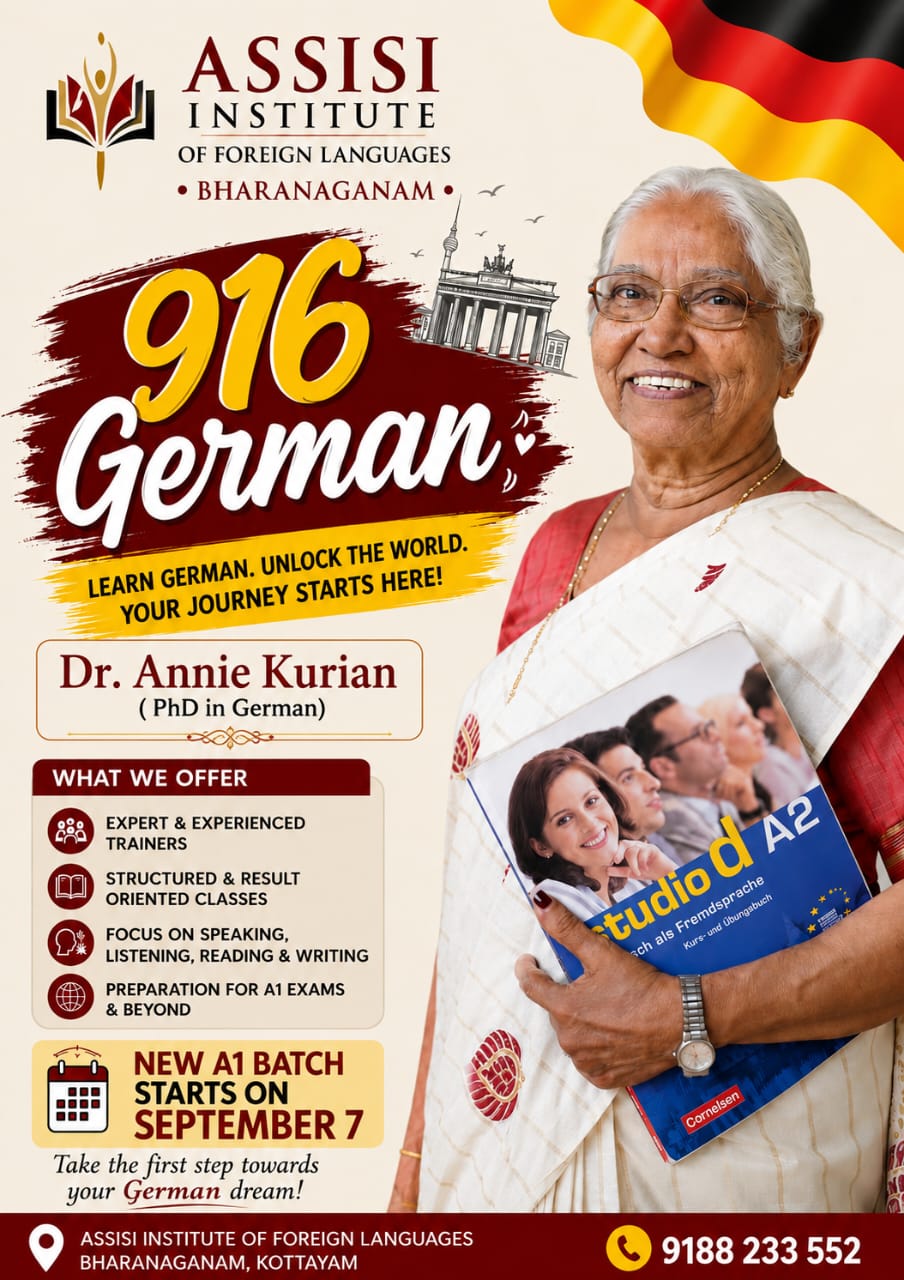 ASSISI
INSTITUTE
OF FOREIGN LANGUAGES
• BHARANAGANAM •
916
German
LEARN GERMAN. UNLOCK THE WORLD.
YOUR JOURNEY STARTS HERE!
Dr. Annie Kurian
( PhD in German)
WHAT WE OFFER
EXPERT & EXPERIENCED
TRAINERS
STRUCTURED & RESULT
ORIENTED CLASSES
FOCUS ON SPEAKING,
LISTENING, READING & WRITING
PREPARATION FOR A1 EXAMS
& BEYOND
NEW A1 BATCH
STARTS ON
SEPTEMBER 7
Take the first step towards
your German dream!
studio d A2
sch als Fremdsprache
Kurs- und Übungsbuch
Cornelsen
ASSISI INSTITUTE OF FOREIGN LANGUAGES
BHARANAGANAM, KOTTAYAM
9188 233 552